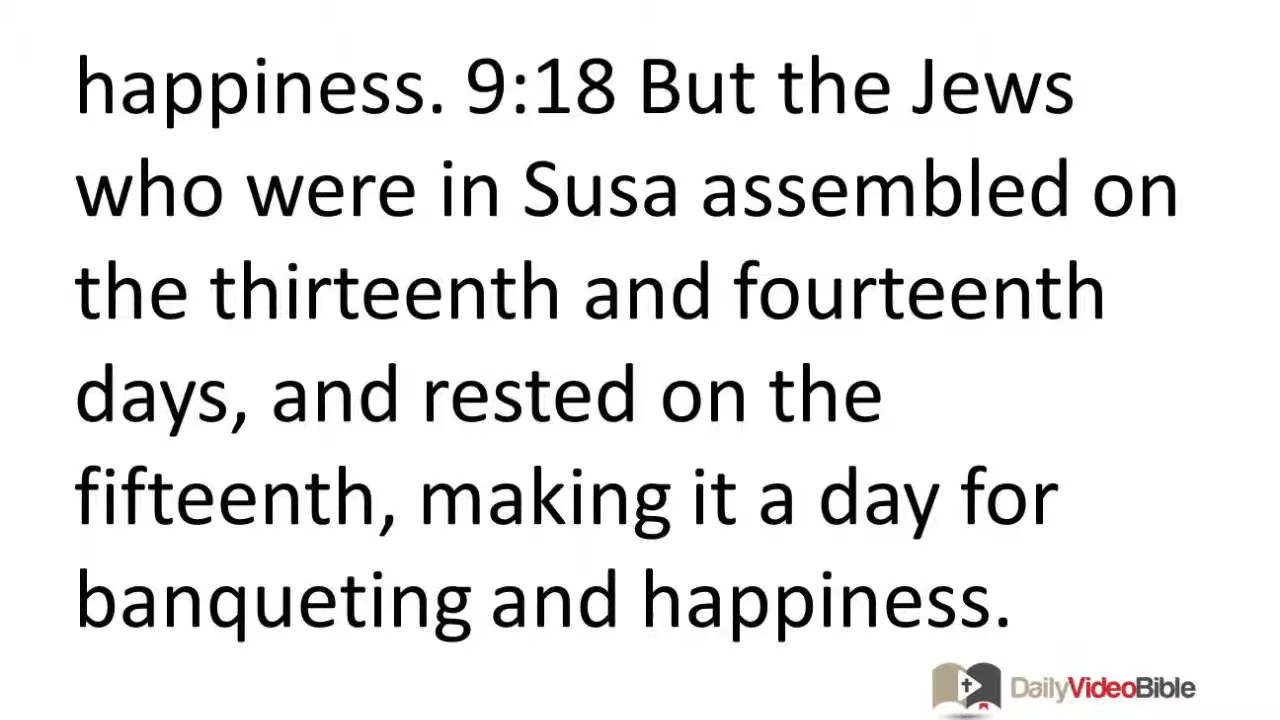 happiness. 9:18 But the Jews
who were in Susa assembled on
the thirteenth and fourteenth
days, and rested on the
fifteenth, making it a day for
banqueting and happiness.
DailyVideoBible